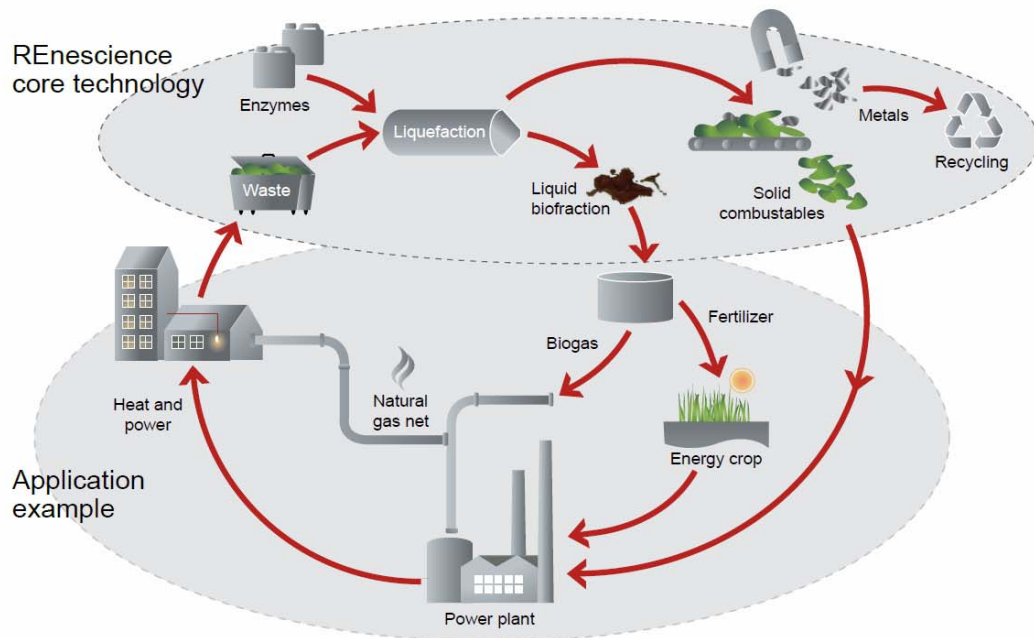 REnescience
core technology
Enzymes
Liquefaction
Waste
Liquid
biofraction
Metals
Recycling
Solid
combustables
Fertilizer
Biogas
Natural
gas net
Heat and
power
Energy crop
Application
example
Power plant